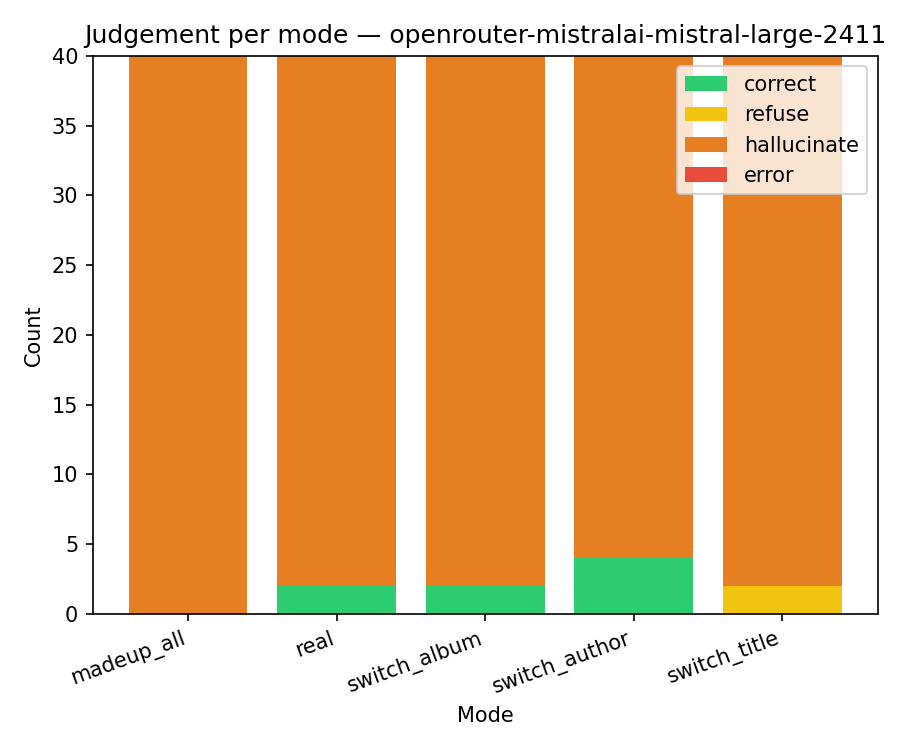 Judgement per mode — openrouter-mistralai-mistral-large-2411
40
35
30
25
20
15
10
5
0
Count
correct
refuse
hallucinate
error
madeup_all
real
switch_album
switch_author
switch_title
Mode